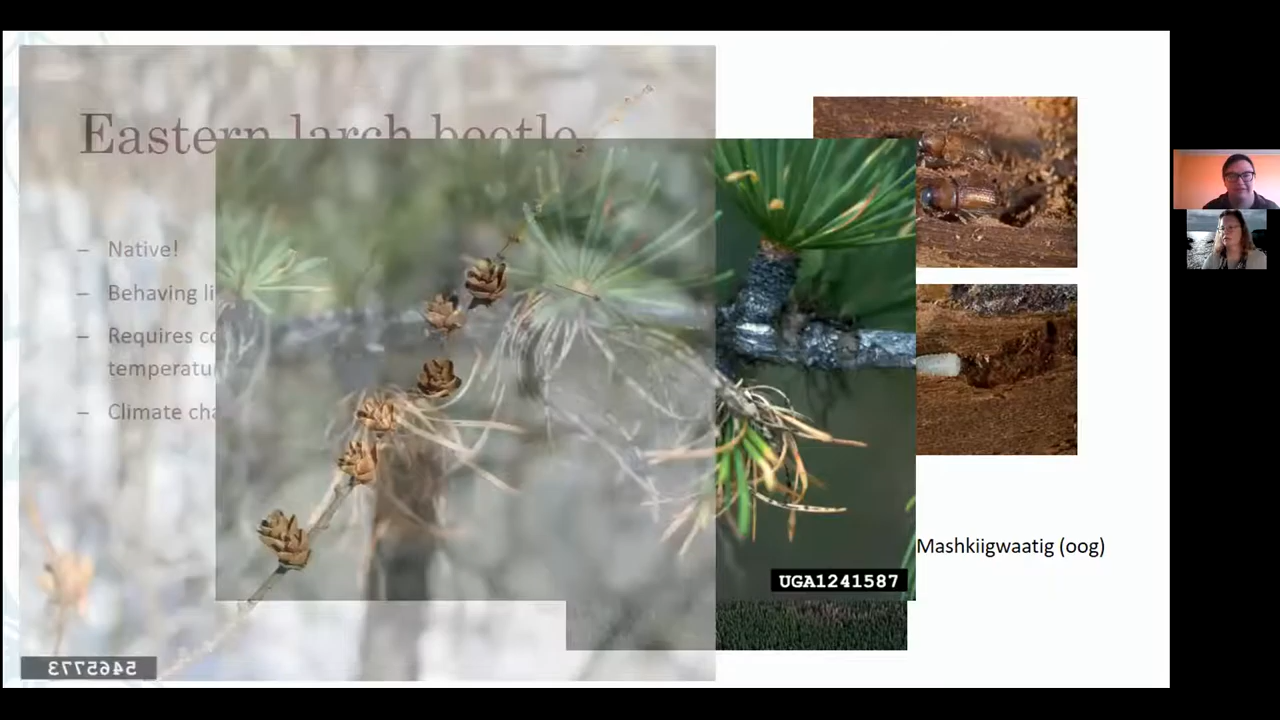 Eastern larch beetle
– Native!
– Behaving li
– Requires co
temperatu
– Climate cha
Mashkiigwaatig (oog)
UGA1241587
5465773